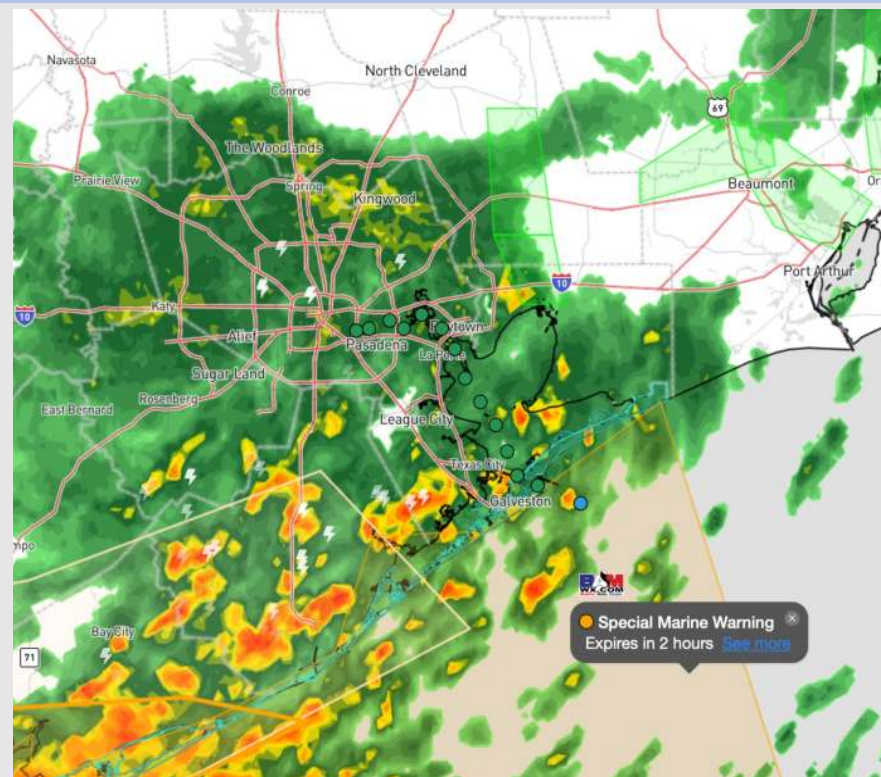 Navasota
North Cleveland
Conroe
69
The Woodlands
Prairie View
Spring
Kingwood
Beaumont
Port Arthur
10
Katy
10
Alief
Pasadena
La Porte
Sugar Land
Rosenberg
East Bernard
League City
Texas City
Galveston
WX.COM
Special Marine Warning
Expires in 2 hours See more
Bay City
71